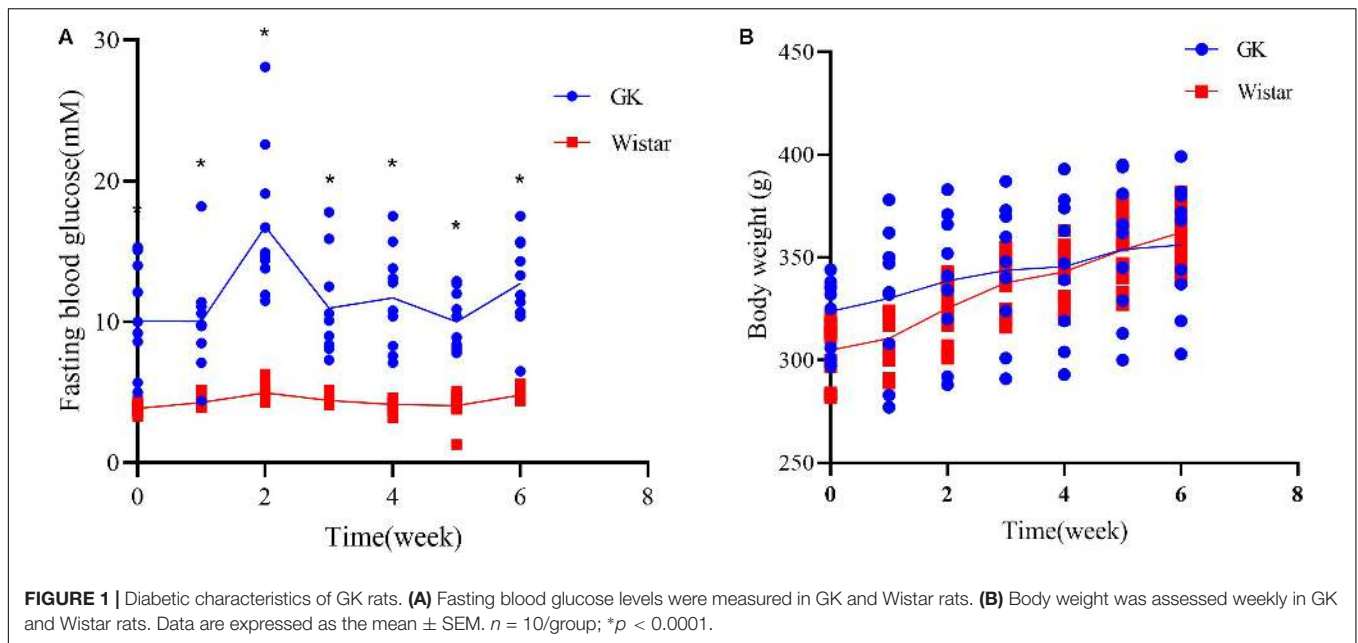 A
30
20
10
0
Fasting blood glucose(mM)
*
*
*
*
*
*
*
GK
Wistar
0 2 4 6 8
Time(week)
B
450
400
350
300
250
Body weight (g)
GK
Wistar
0 2 4 6 8
Time(week)
FIGURE 1 | Diabetic characteristics of GK rats. (A) Fasting blood glucose levels were measured in GK and Wistar rats. (B) Body weight was assessed weekly in GK
and Wistar rats. Data are expressed as the mean ± SEM. n = 10/group; *p < 0.0001.